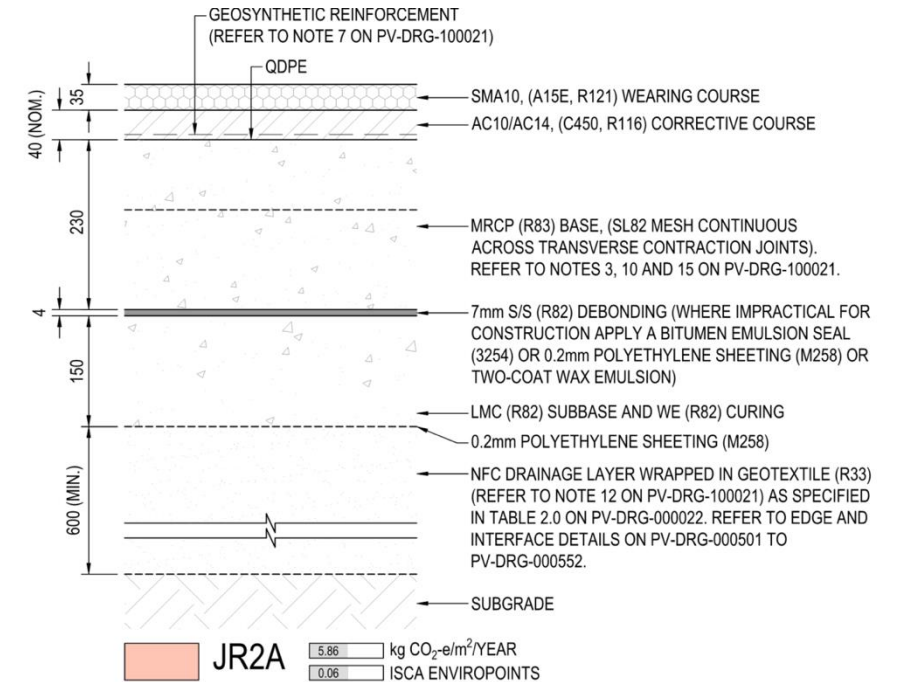 GEOSYNTHETIC REINFORCEMENT
(REFER TO NOTE 7 ON PV-DRG-100021)
QDPE
35
SMA10, (A15E, R121) WEARING COURSE
40 (NOM.)
AC10/AC14, (C450, R116) CORRECTIVE COURSE
230
MRCP (R83) BASE, (SL82 MESH CONTINUOUS
ACROSS TRANSVERSE CONTRACTION JOINTS).
REFER TO NOTES 3, 10 AND 15 ON PV-DRG-100021.
4
7mm S/S (R82) DEBONDING (WHERE IMPRACTICAL FOR
CONSTRUCTION APPLY A BITUMEN EMULSION SEAL
(3254) OR 0.2mm POLYETHYLENE SHEETING (M258) OR
TWO-COAT WAX EMULSION)
150
LMC (R82) SUBBASE AND WE (R82) CURING
0.2mm POLYETHYLENE SHEETING (M258)
600 (MIN.)
NFC DRAINAGE LAYER WRAPPED IN GEOTEXTILE (R33)
(REFER TO NOTE 12 ON PV-DRG-100021) AS SPECIFIED
IN TABLE 2.0 ON PV-DRG-000022. REFER TO EDGE AND
INTERFACE DETAILS ON PV-DRG-000501 TO
PV-DRG-000552.
SUBGRADE
JR2A
5.86 kg CO₂-e/m²/YEAR
0.06 ISCA ENVIROPOINTS